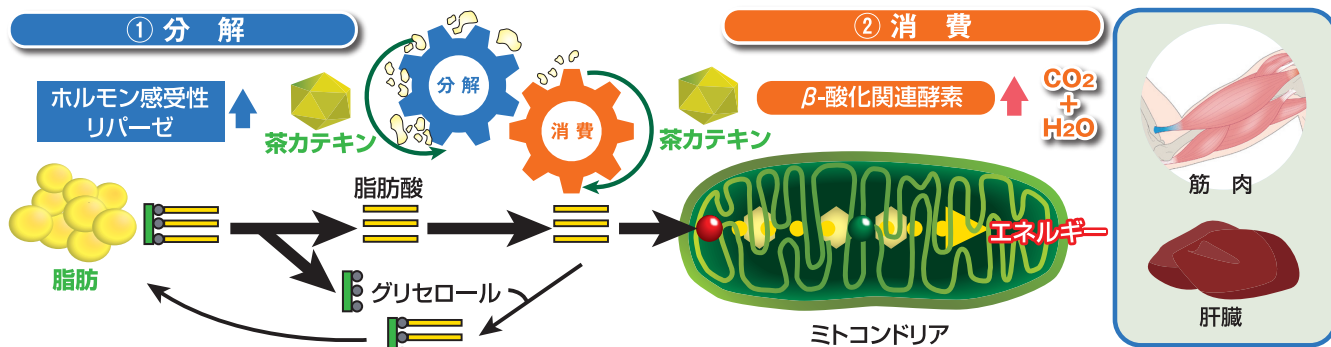 ① 分 解
ホルモン感受性
リパーゼ
茶カテキン
分解
消費
茶カテキン
② 消 費
β-酸化関連酵素
CO2
+
H2O
脂肪
脂肪酸
グリセロール
エネルギー
ミトコンドリア
筋 肉
肝臓